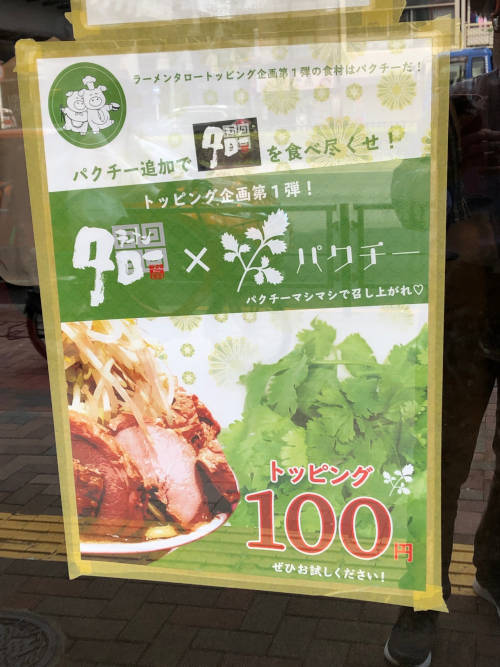 ラーメンタロートッピング企画第1弾の食材はパクチーだ！
パクチー追加で タロー を食べ尽くせ！
トッピング企画第1弾！
タロー × パクチー
パクチーマシマシで召し上がれ♡
トッピング
100円
ぜひお試しください！